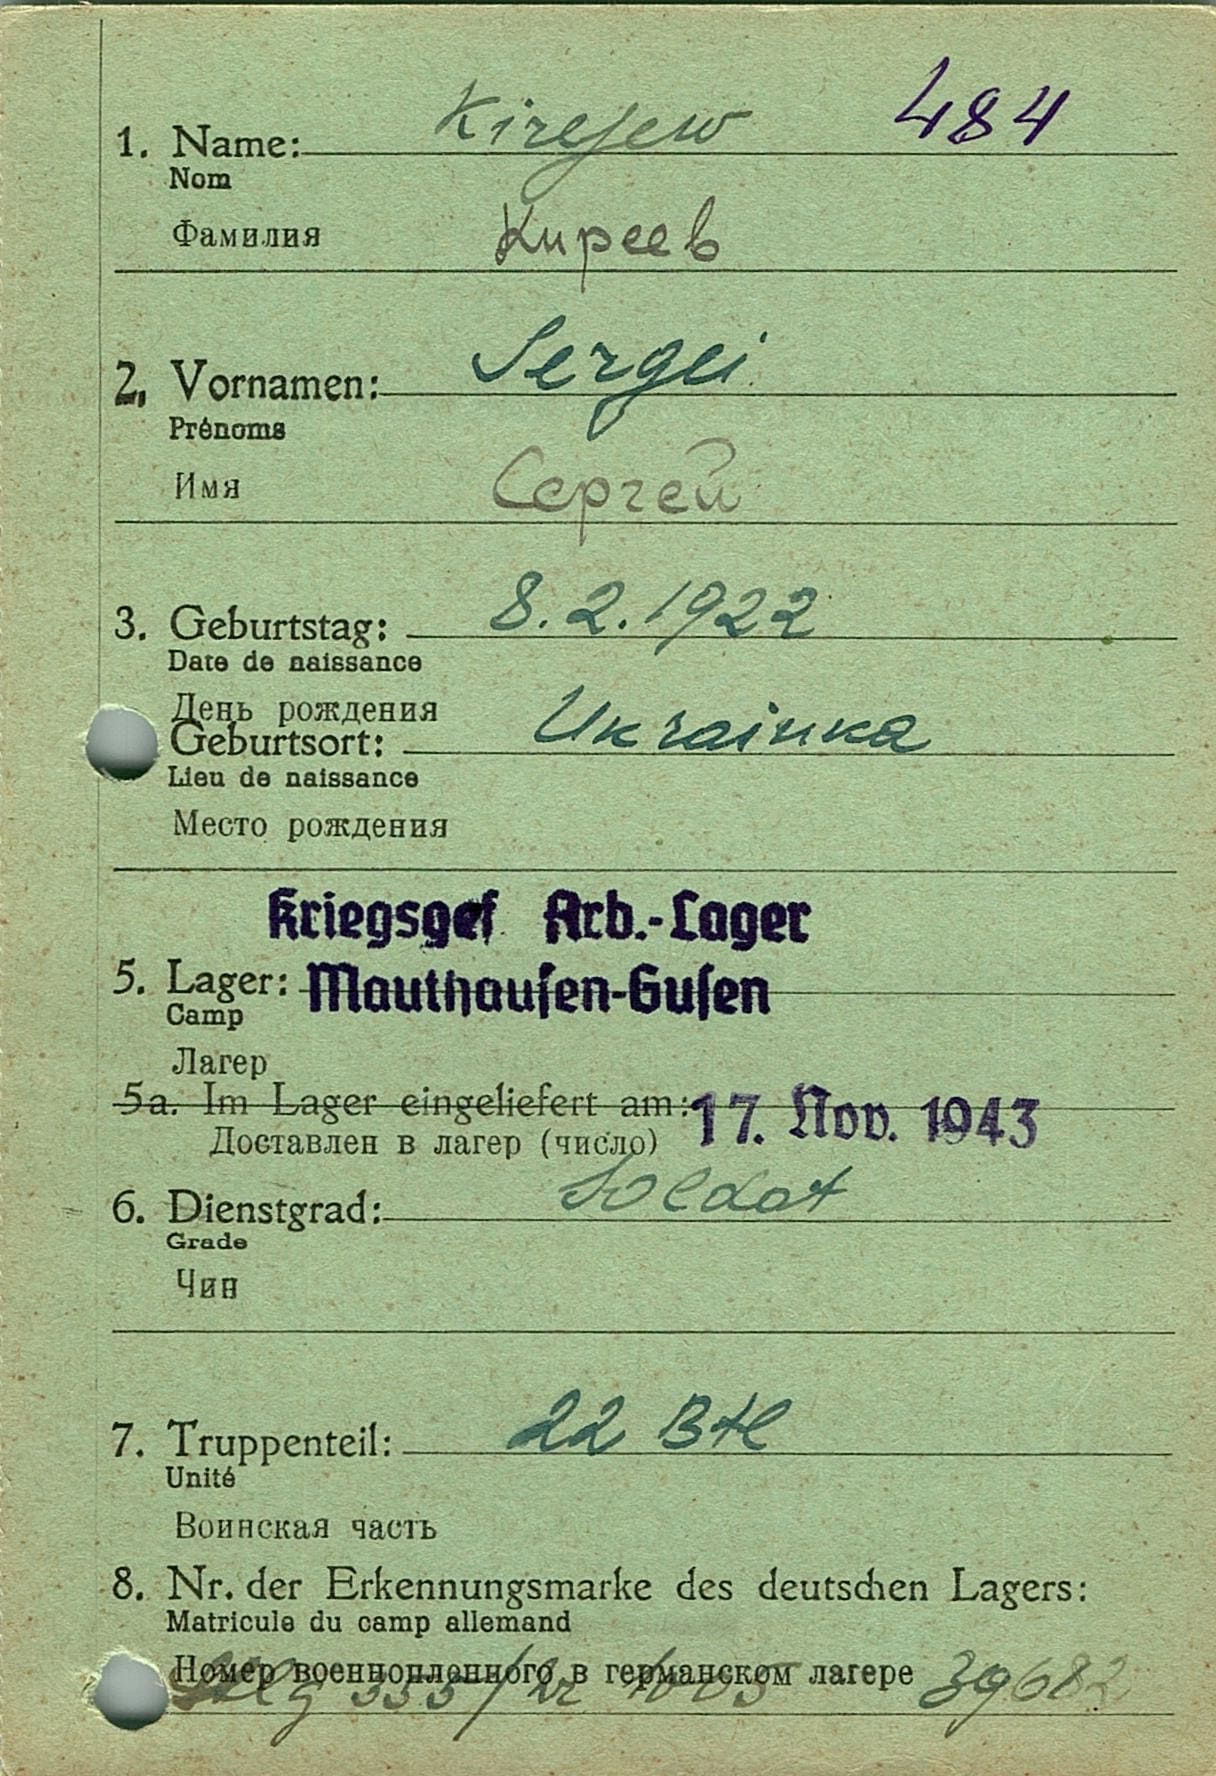 1. Name: Kirejew 484
Nom
Фамилия Киреев
2. Vornamen: Sergei
Prénoms
Имя Сергей
3. Geburtstag: 8.2.1922
Date de naissance
День рождения
Geburtsort: Ukrainka
Lieu de naissance
Место рождения
Kriegsgef. Arb.-Lager
5. Lager: Mauthausen-Gusen
Camp
Лагер
5a. Im Lager eingeliefert am: 17. Nov. 1943
Доставлен в лагер (число)
6. Dienstgrad: Soldat
Grade
Чин
7. Truppenteil: 22 Btl
Unité
Воинская часть
8. Nr. der Erkennungsmarke des deutschen Lagers:
Matricule du camp allemand
Номер военнопленного в германском лагере 39682